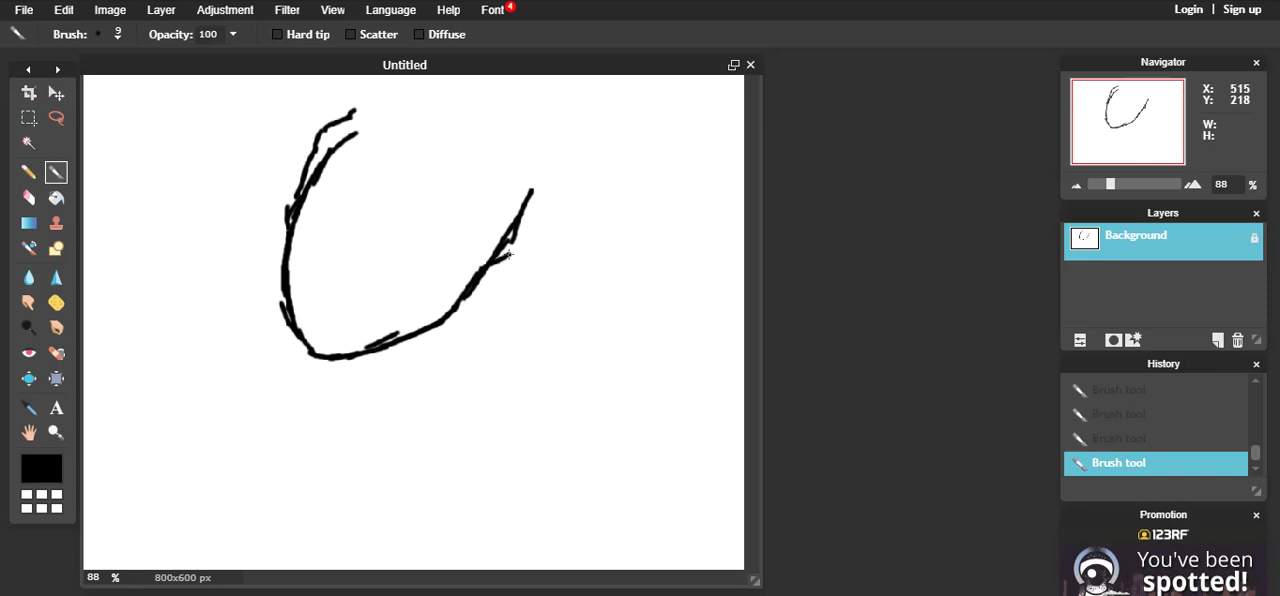 File Edit Image Layer Adjustment Filter View Language Help Font 4 Login | Sign up
Brush: 9 Opacity: 100 Hard tip Scatter Diffuse
Untitled
Navigator
X: 515
Y: 218
W:
H:
88 %
Layers
Background
History
Brush tool
Brush tool
Brush tool
Brush tool
A
88 % 800x600 px
Promotion
123RF
You've been
spotted!